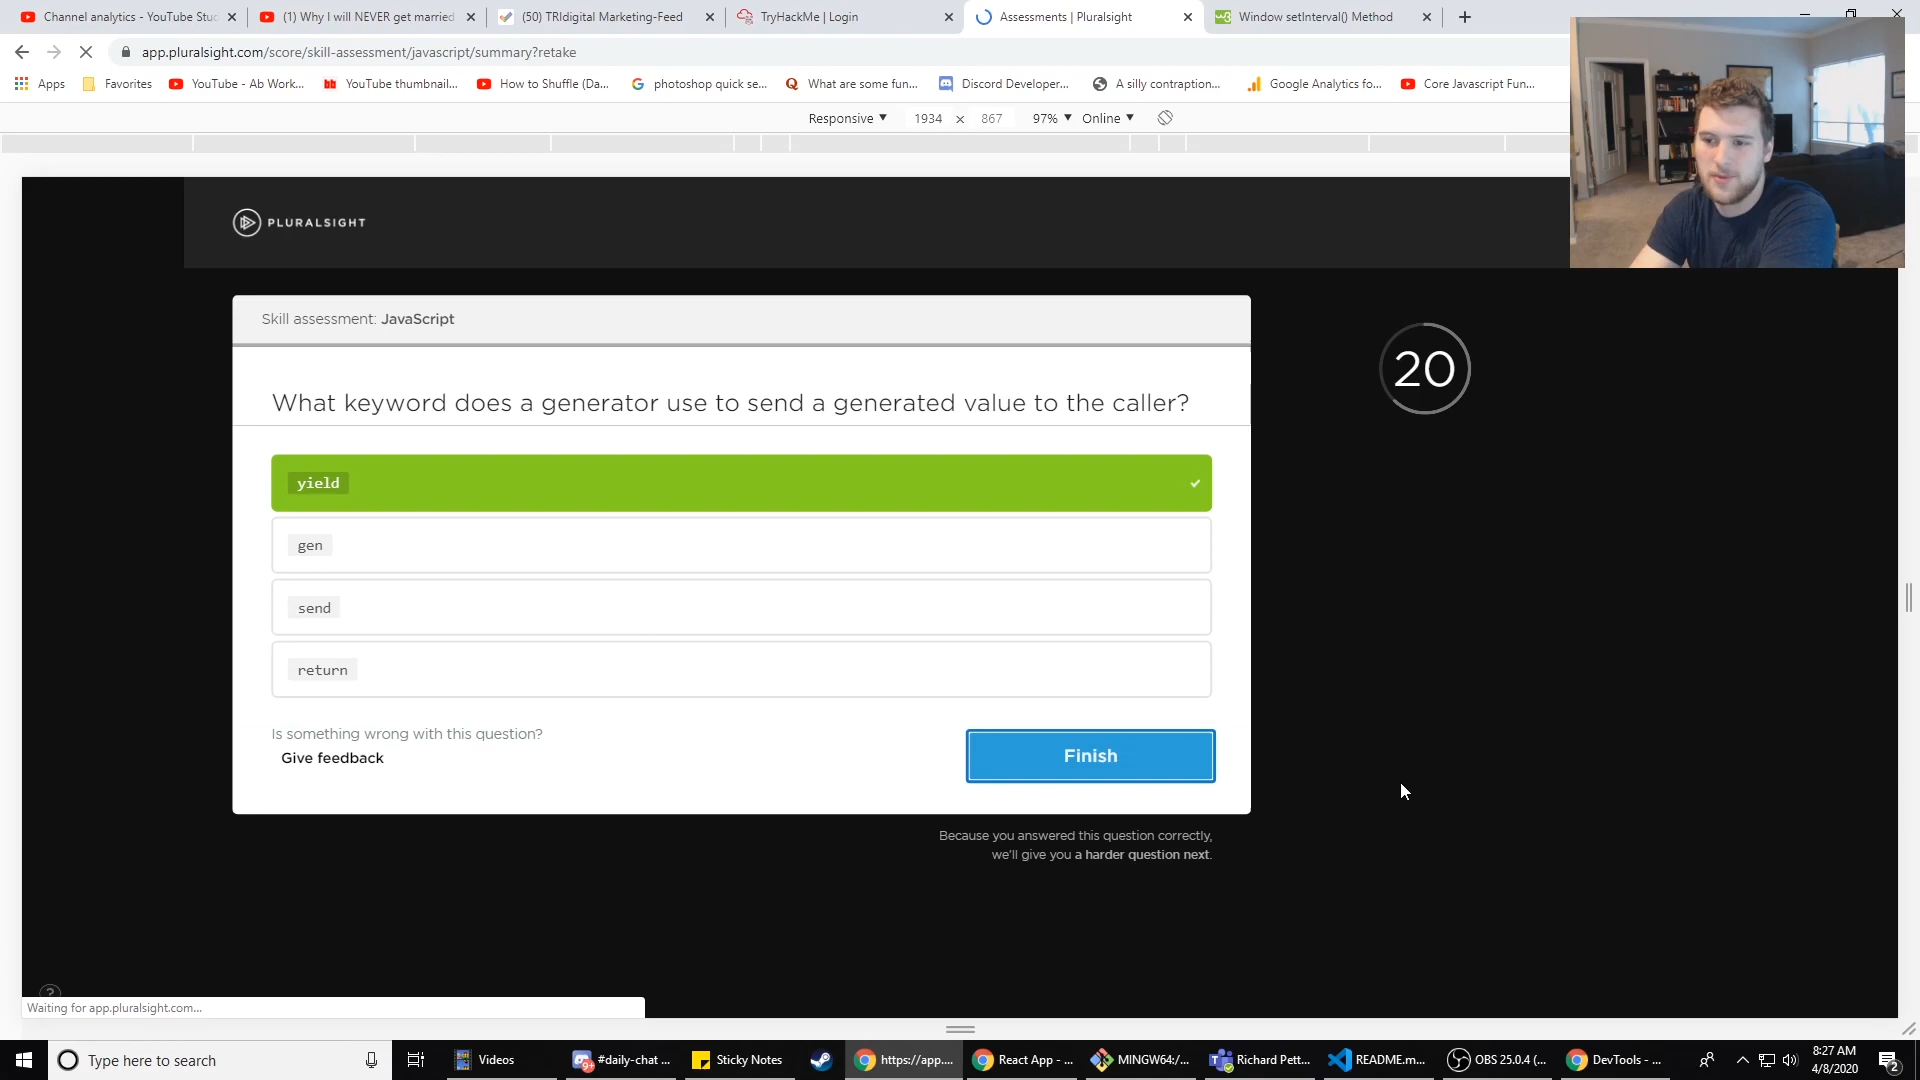 Channel analytics - YouTube Stu
(1) Why I will NEVER get married
(50) TRIdigital Marketing-Feed
TryHackMe | Login
Assessments | Pluralsight
Window setInterval() Method
app.pluralsight.com/score/skill-assessment/javascript/summary?retake
Apps
Favorites
YouTube - Ab Work...
YouTube thumbnail...
How to Shuffle (Da...
photoshop quick se...
What are some fun...
Discord Developer...
A silly contraption...
Google Analytics fo...
Core Javascript Fun...
Responsive ▼ 1934 × 867 97% ▼ Online ▼
PLURALSIGHT
Skill assessment: JavaScript
20
What keyword does a generator use to send a generated value to the caller?
yield
gen
send
return
Is something wrong with this question?
Give feedback
Finish
Because you answered this question correctly,
we'll give you a harder question next.
?
Waiting for app.pluralsight.com...
Type here to search
Videos
#daily-chat ...
9+
Sticky Notes
https://app....
React App - ...
MINGW64:/...
Richard Pett...
README.m...
OBS 25.0.4 (...
DevTools - ...
8:27 AM
4/8/2020
2